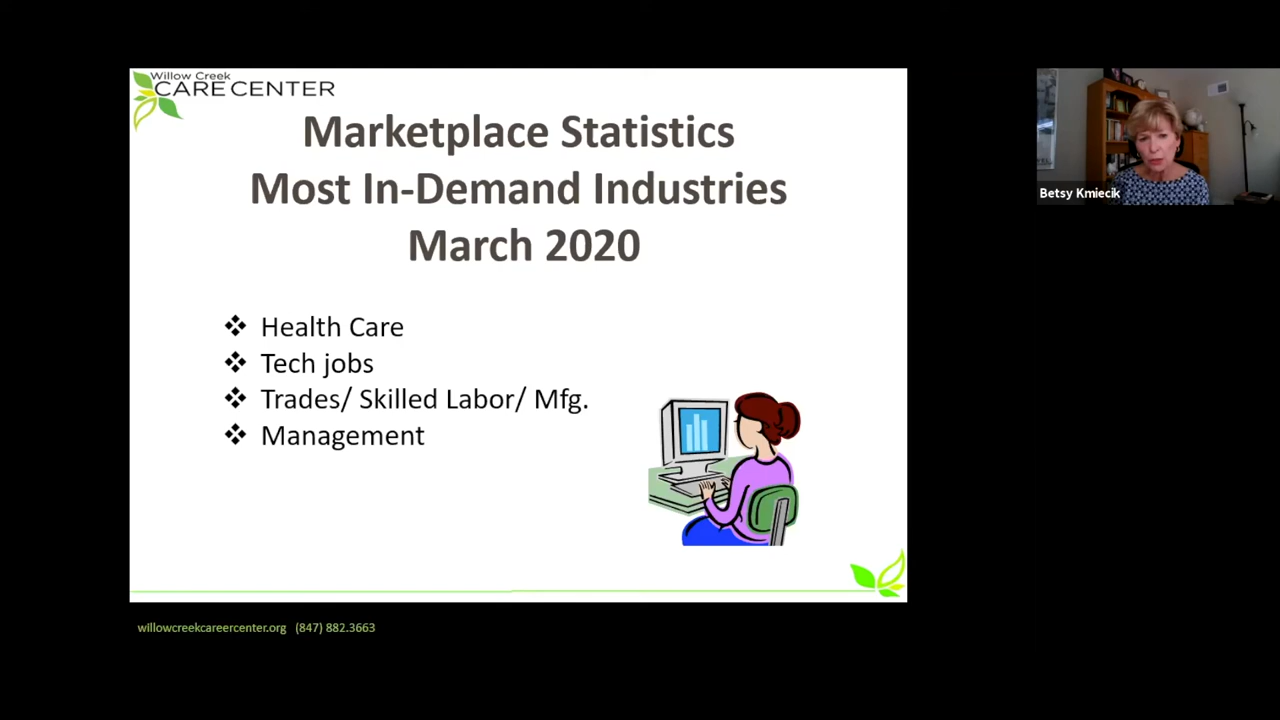 Willow Creek
CARE CENTER
Marketplace Statistics
Most In-Demand Industries
March 2020
❖ Health Care
❖ Tech jobs
❖ Trades/ Skilled Labor/ Mfg.
❖ Management
Betsy Kmiecik
willowcreekcareercenter.org (847) 882.3663